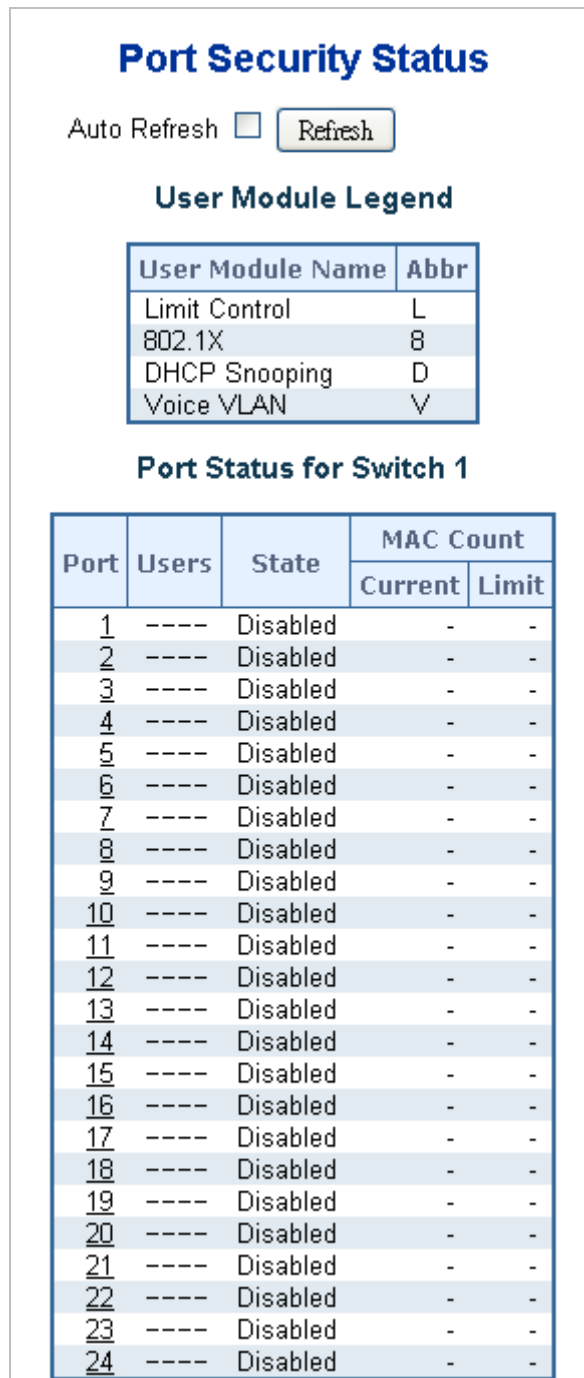 Port Security Status
Auto Refresh Refresh
User Module Legend
User Module Name Abbr
Limit Control L
802.1X 8
DHCP Snooping D
Voice VLAN V
Port Status for Switch 1
Port Users State MAC Count
Current Limit
1 ---- Disabled - -
2 ---- Disabled - -
3 ---- Disabled - -
4 ---- Disabled - -
5 ---- Disabled - -
6 ---- Disabled - -
7 ---- Disabled - -
8 ---- Disabled - -
9 ---- Disabled - -
10 ---- Disabled - -
11 ---- Disabled - -
12 ---- Disabled - -
13 ---- Disabled - -
14 ---- Disabled - -
15 ---- Disabled - -
16 ---- Disabled - -
17 ---- Disabled - -
18 ---- Disabled - -
19 ---- Disabled - -
20 ---- Disabled - -
21 ---- Disabled - -
22 ---- Disabled - -
23 ---- Disabled - -
24 ---- Disabled - -